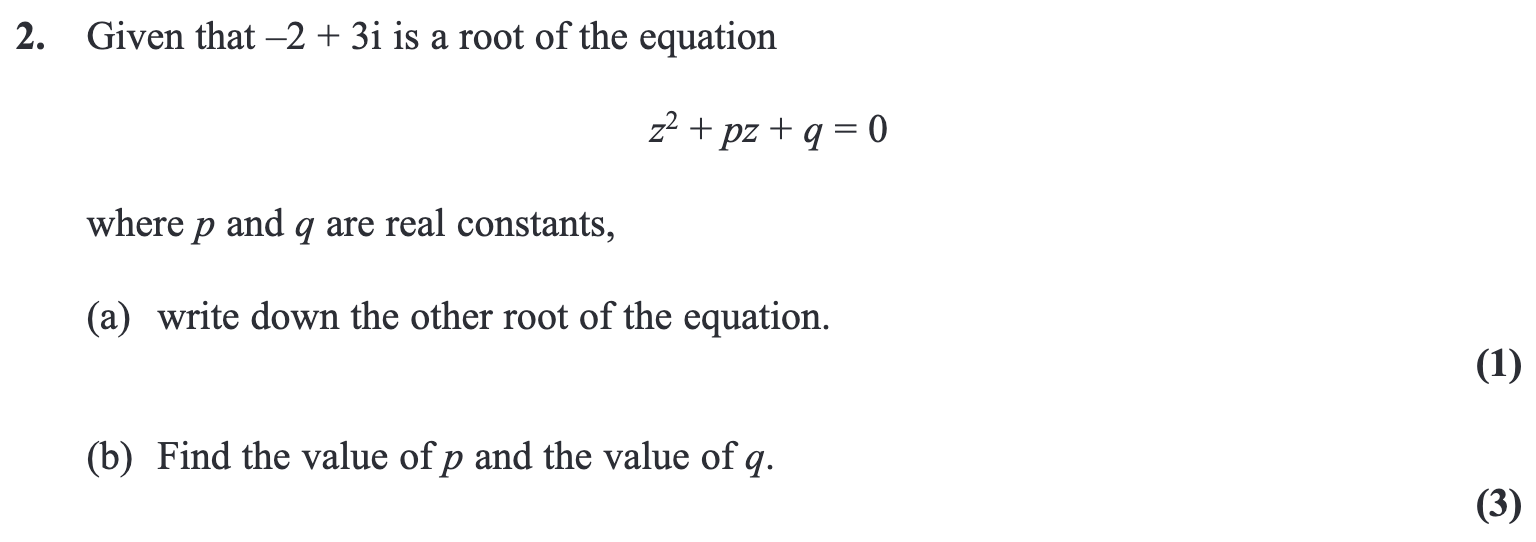 2. Given that –2 + 3i is a root of the equation
z² + pz + q = 0
where p and q are real constants,
(a) write down the other root of the equation.
(1)
(b) Find the value of p and the value of q.
(3)